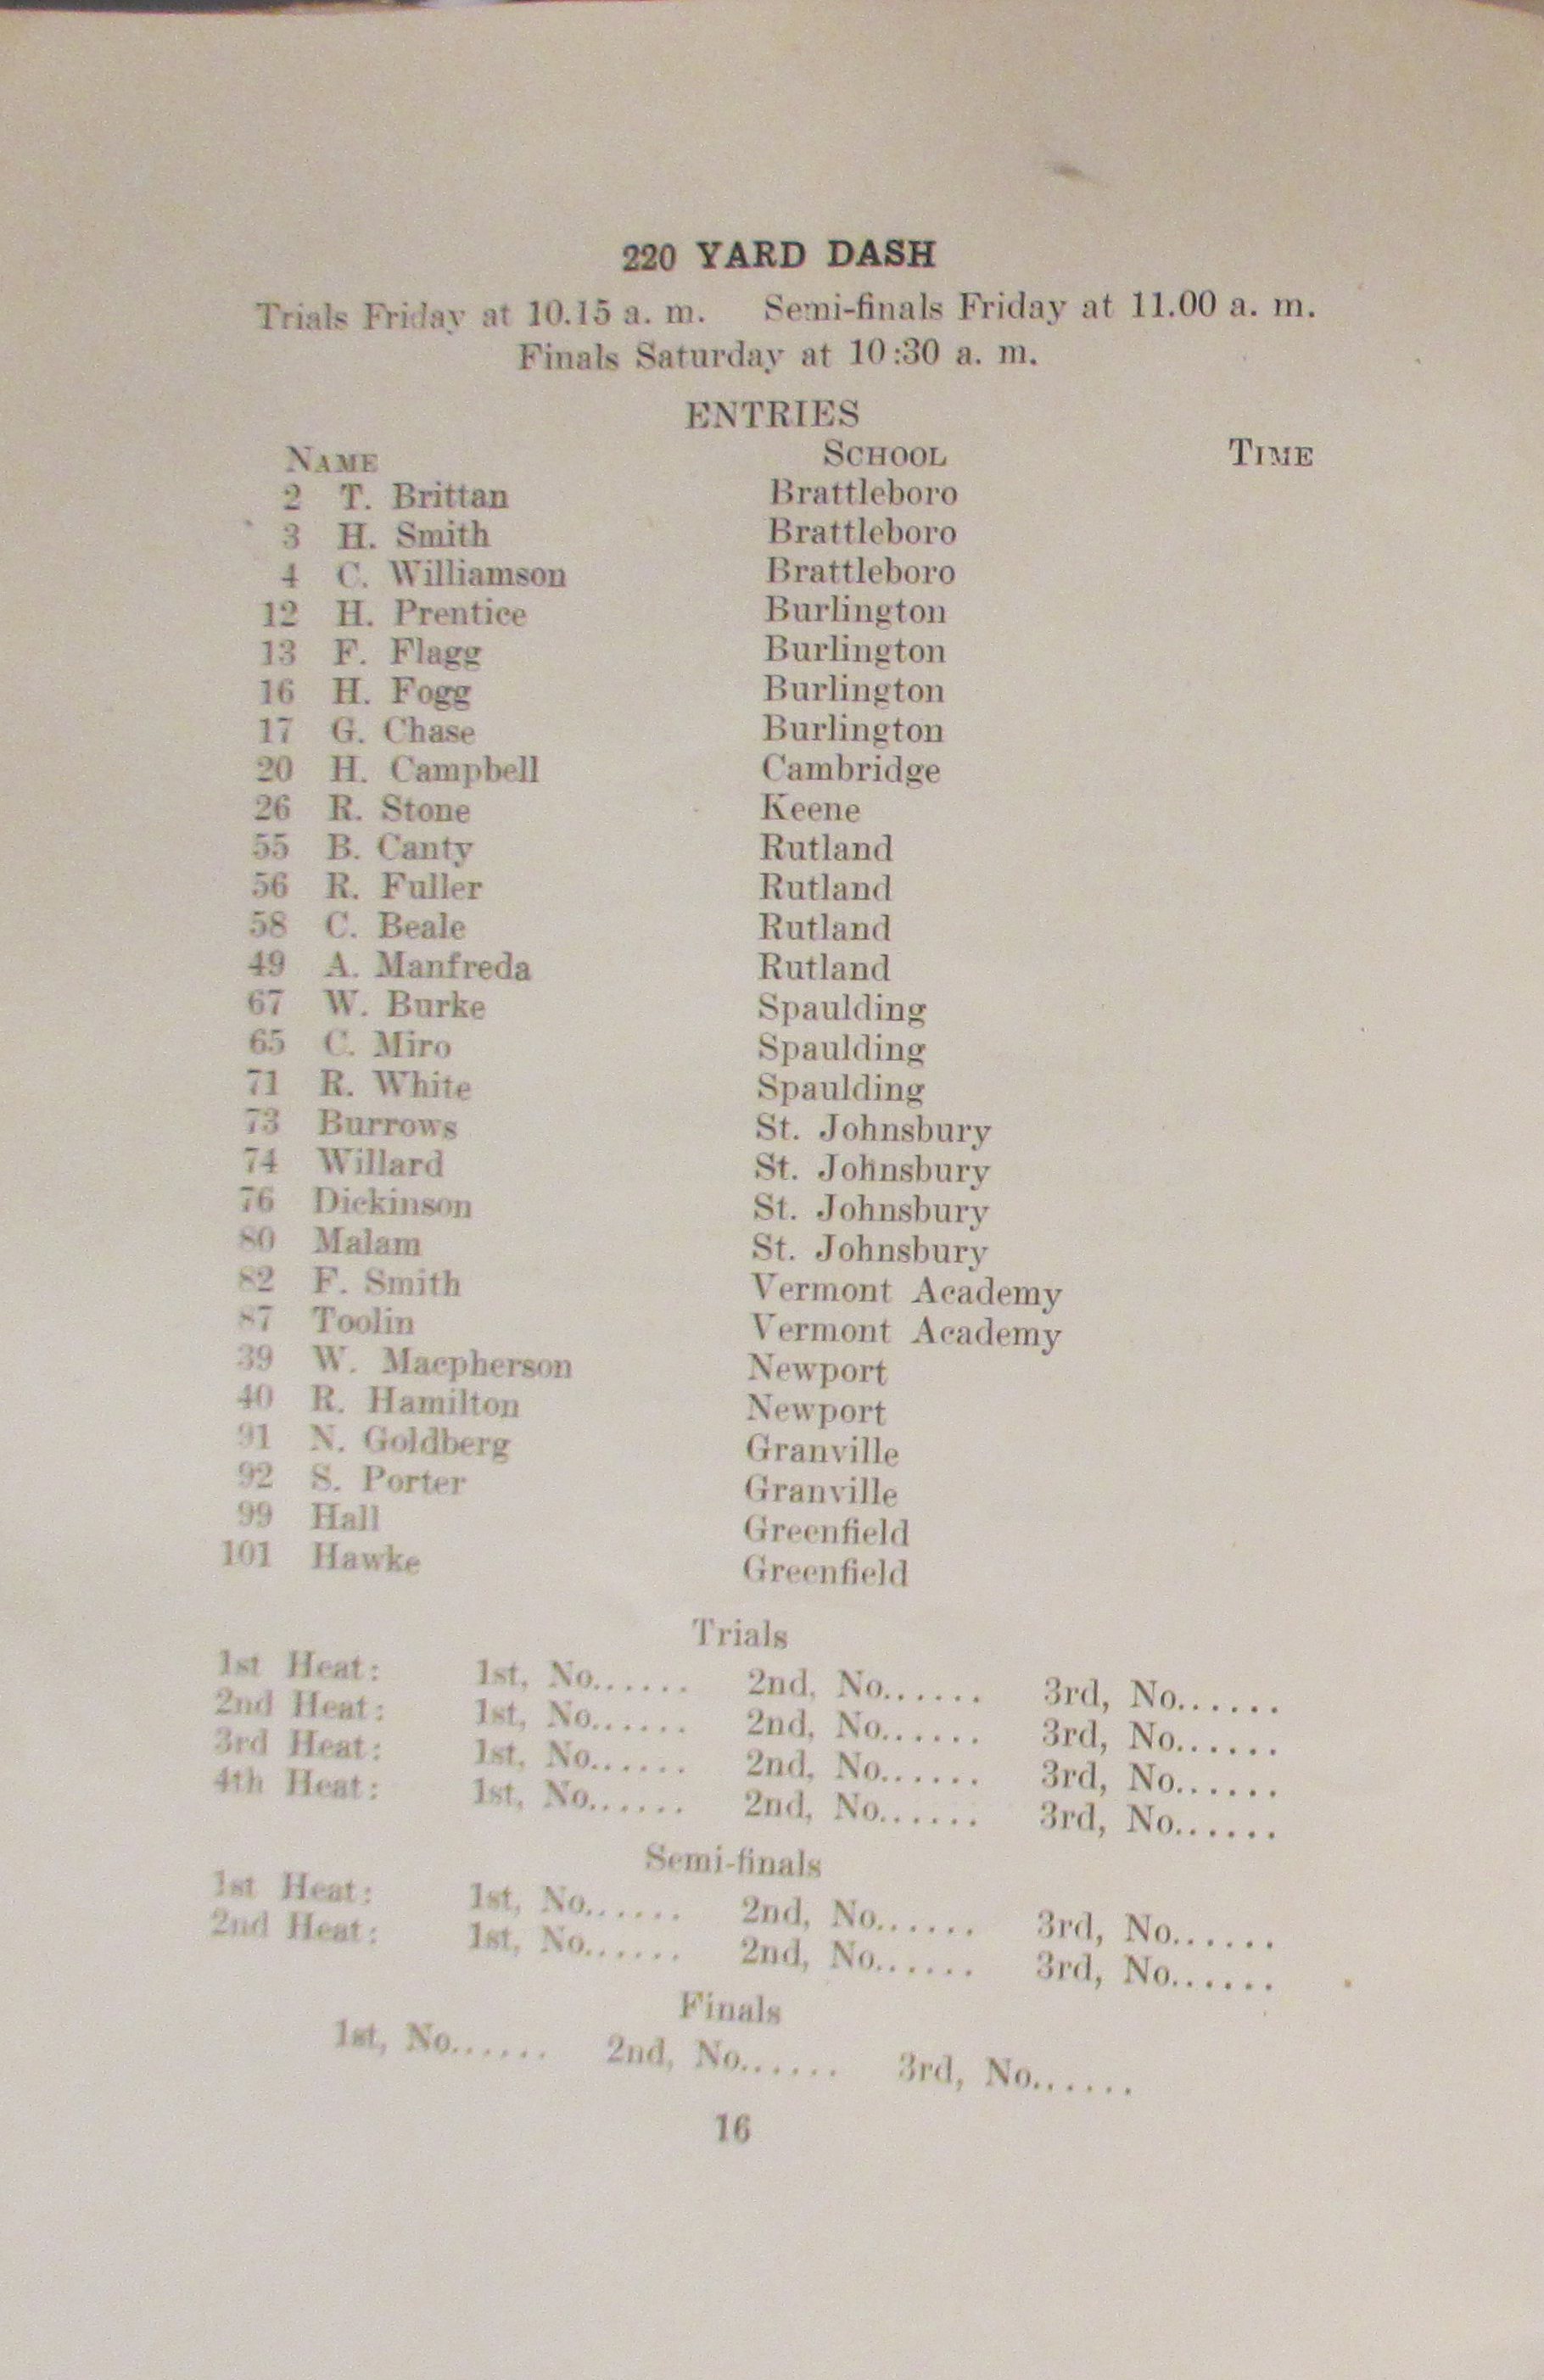 220 YARD DASH
Trials Friday at 10.15 a. m. Semi-finals Friday at 11.00 a. m.
Finals Saturday at 10:30 a. m.
ENTRIES
NAME SCHOOL TIME
2 T. Brittan Brattleboro
3 H. Smith Brattleboro
4 C. Williamson Brattleboro
12 H. Prentice Burlington
13 F. Flagg Burlington
16 H. Fogg Burlington
17 G. Chase Burlington
20 H. Campbell Cambridge
26 R. Stone Keene
55 B. Canty Rutland
56 R. Fuller Rutland
58 C. Beale Rutland
49 A. Manfreda Rutland
67 W. Burke Spaulding
65 C. Miro Spaulding
71 R. White Spaulding
73 Burrows St. Johnsbury
74 Willard St. Johnsbury
76 Dickinson St. Johnsbury
80 Malam St. Johnsbury
82 F. Smith Vermont Academy
87 Toolin Vermont Academy
39 W. Macpherson Newport
40 R. Hamilton Newport
91 N. Goldberg Granville
92 S. Porter Granville
99 Hall Greenfield
101 Hawke Greenfield
Trials
1st Heat: 1st, No...... 2nd, No...... 3rd, No......
2nd Heat: 1st, No...... 2nd, No...... 3rd, No......
3rd Heat: 1st, No...... 2nd, No...... 3rd, No......
4th Heat: 1st, No...... 2nd, No...... 3rd, No......
Semi-finals
1st Heat: 1st, No...... 2nd, No...... 3rd, No......
2nd Heat: 1st, No...... 2nd, No...... 3rd, No......
Finals
1st, No...... 2nd, No...... 3rd, No......
16